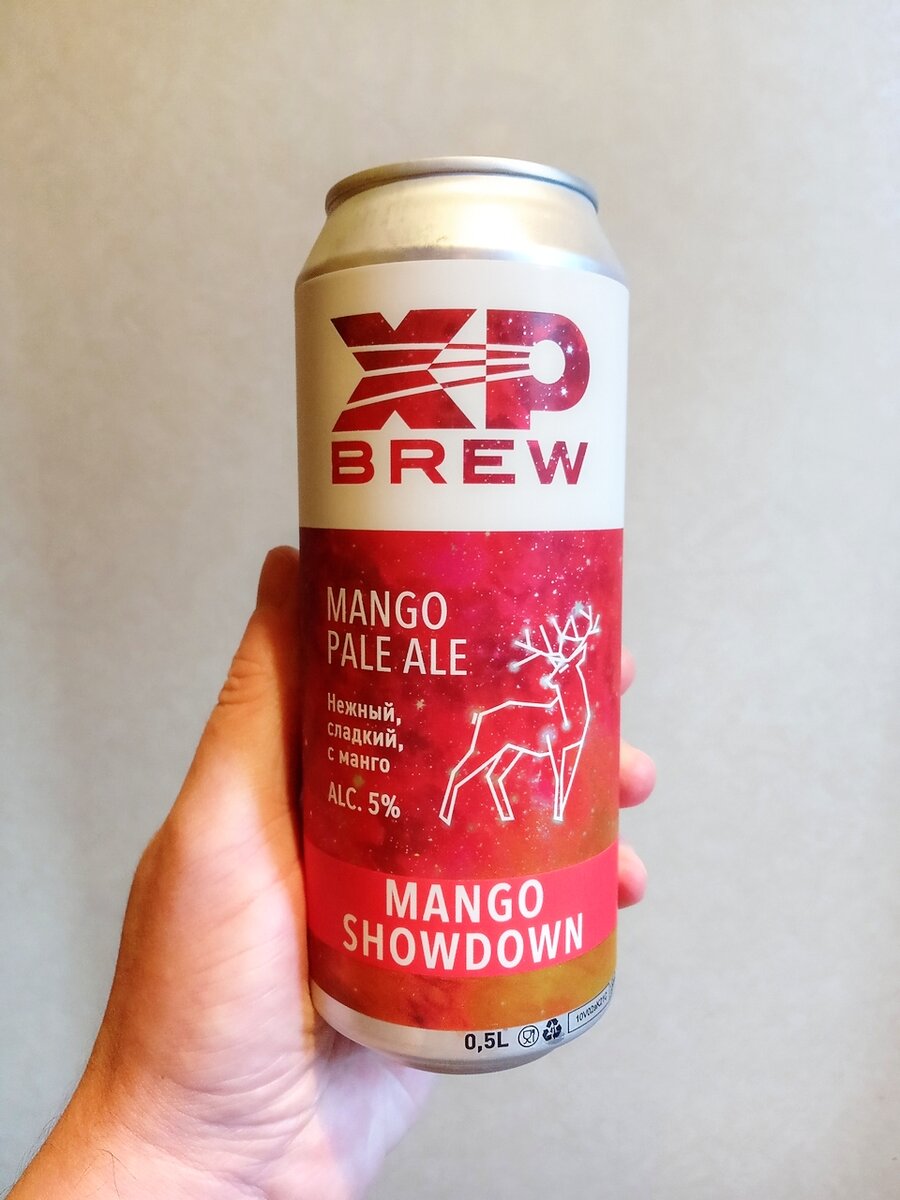 XP
BREW
MANGO
PALE ALE
Нежный,
сладкий,
с манго
ALC. 5%
MANGO
SHOWDOWN
0,5L